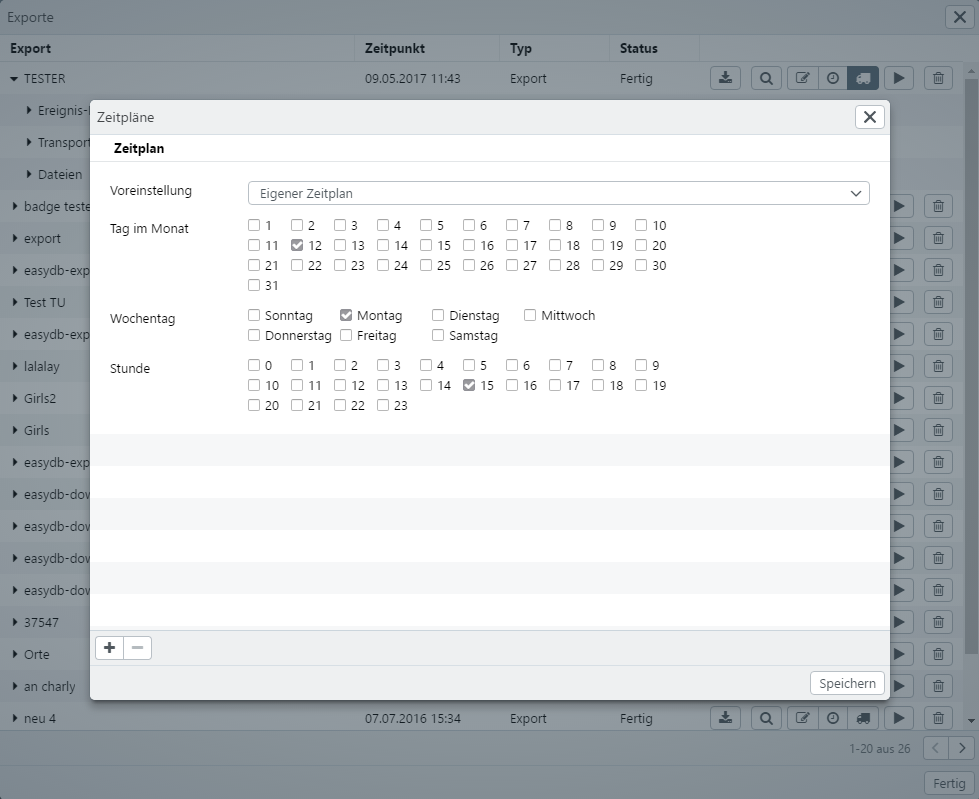 Exporte
Export Zeitpunkt Typ Status
TESTER 09.05.2017 11:43 Export Fertig
Ereignis-
Transport
Dateien
badge teste
export
easydb-exp
Test TU
easydb-exp
lalalay
Girls2
Girls
easydb-exp
easydb-dow
easydb-dow
easydb-dow
easydb-dow
37547
Orte
an charly
neu 4 07.07.2016 15:34 Export Fertig
1-20 aus 26
Fertig
Zeitpläne
Zeitplan
Voreinstellung Eigener Zeitplan
Tag im Monat 1 2 3 4 5 6 7 8 9 10
11 12 13 14 15 16 17 18 19 20
21 22 23 24 25 26 27 28 29 30
31
Wochentag Sonntag Montag Dienstag Mittwoch
Donnerstag Freitag Samstag
Stunde 0 1 2 3 4 5 6 7 8 9
10 11 12 13 14 15 16 17 18 19
20 21 22 23
Speichern